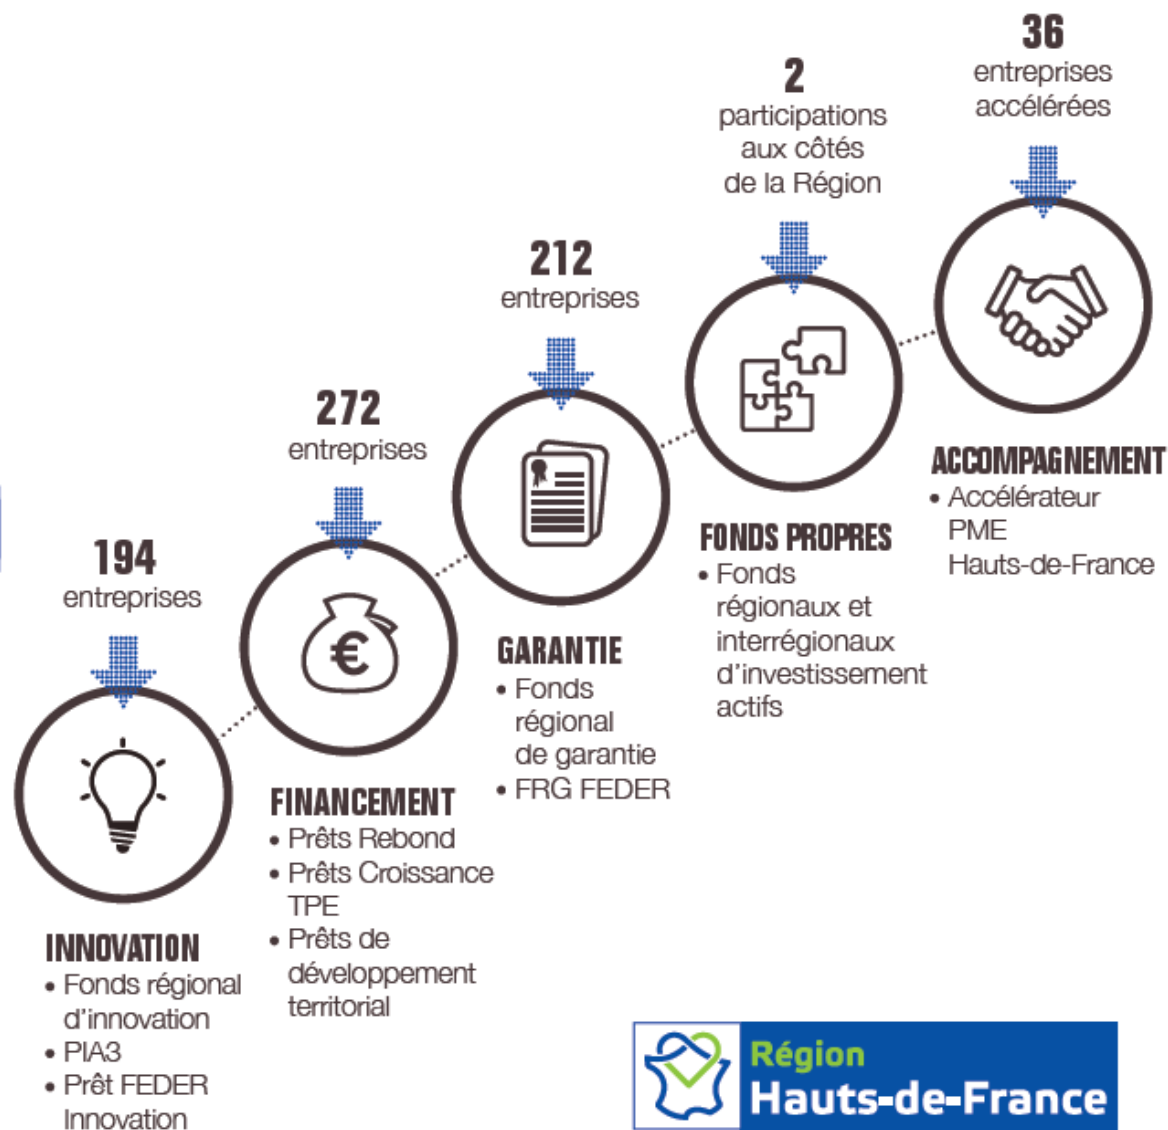 194
entreprises
INNOVATION
• Fonds régional
d'innovation
• PIA3
• Prêt FEDER
Innovation
272
entreprises
€
FINANCEMENT
• Prêts Rebond
• Prêts Croissance
TPE
• Prêts de
développement
territorial
212
entreprises
GARANTIE
• Fonds
régional
de garantie
• FRG FEDER
2
participations
aux côtés
de la Région
FONDS PROPRES
• Fonds
régionaux et
interrégionaux
d'investissement
actifs
36
entreprises
accélérées
ACCOMPAGNEMENT
• Accélérateur
PME
Hauts-de-France
Région
Hauts-de-France